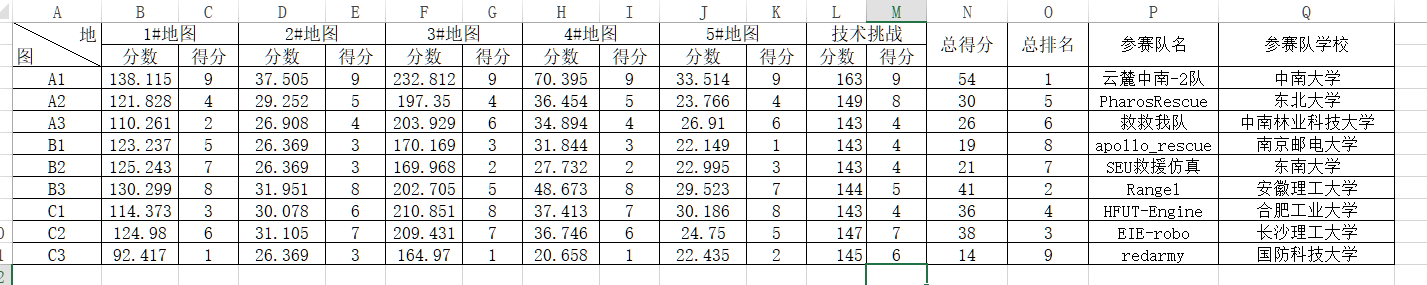 A B C D E F G H I J K L M N O P Q
地 1#地图 2#地图 3#地图 4#地图 5#地图 技术挑战 总得分 总排名 参赛队名 参赛队学校
图 分数 得分 分数 得分 分数 得分 分数 得分 分数 得分 分数 得分
A1 138.115 9 37.505 9 232.812 9 70.395 9 33.514 9 163 9 54 1 云麓中南-2队 中南大学
A2 121.828 4 29.252 5 197.35 4 36.454 5 23.766 4 149 8 30 5 PharosRescue 东北大学
A3 110.261 2 26.908 4 203.929 6 34.894 4 26.91 6 143 4 26 6 救救我队 中南林业科技大学
B1 123.237 5 26.369 3 170.169 3 31.844 3 22.149 1 143 4 19 8 apollo_rescue 南京邮电大学
B2 125.243 7 26.369 3 169.968 2 27.732 2 22.995 3 143 4 21 7 SEU救援仿真 东南大学
B3 130.299 8 31.951 8 202.705 5 48.673 8 29.523 7 144 5 41 2 Rangel 安徽理工大学
C1 114.373 3 30.078 6 210.851 8 37.413 7 30.186 8 143 4 36 4 HFUT-Engine 合肥工业大学
0 C2 124.98 6 31.105 7 209.431 7 36.746 6 24.75 5 147 7 38 3 EIE-robo 长沙理工大学
1 C3 92.417 1 26.369 3 164.97 1 20.658 1 22.435 2 145 6 14 9 redarmy 国防科技大学
2